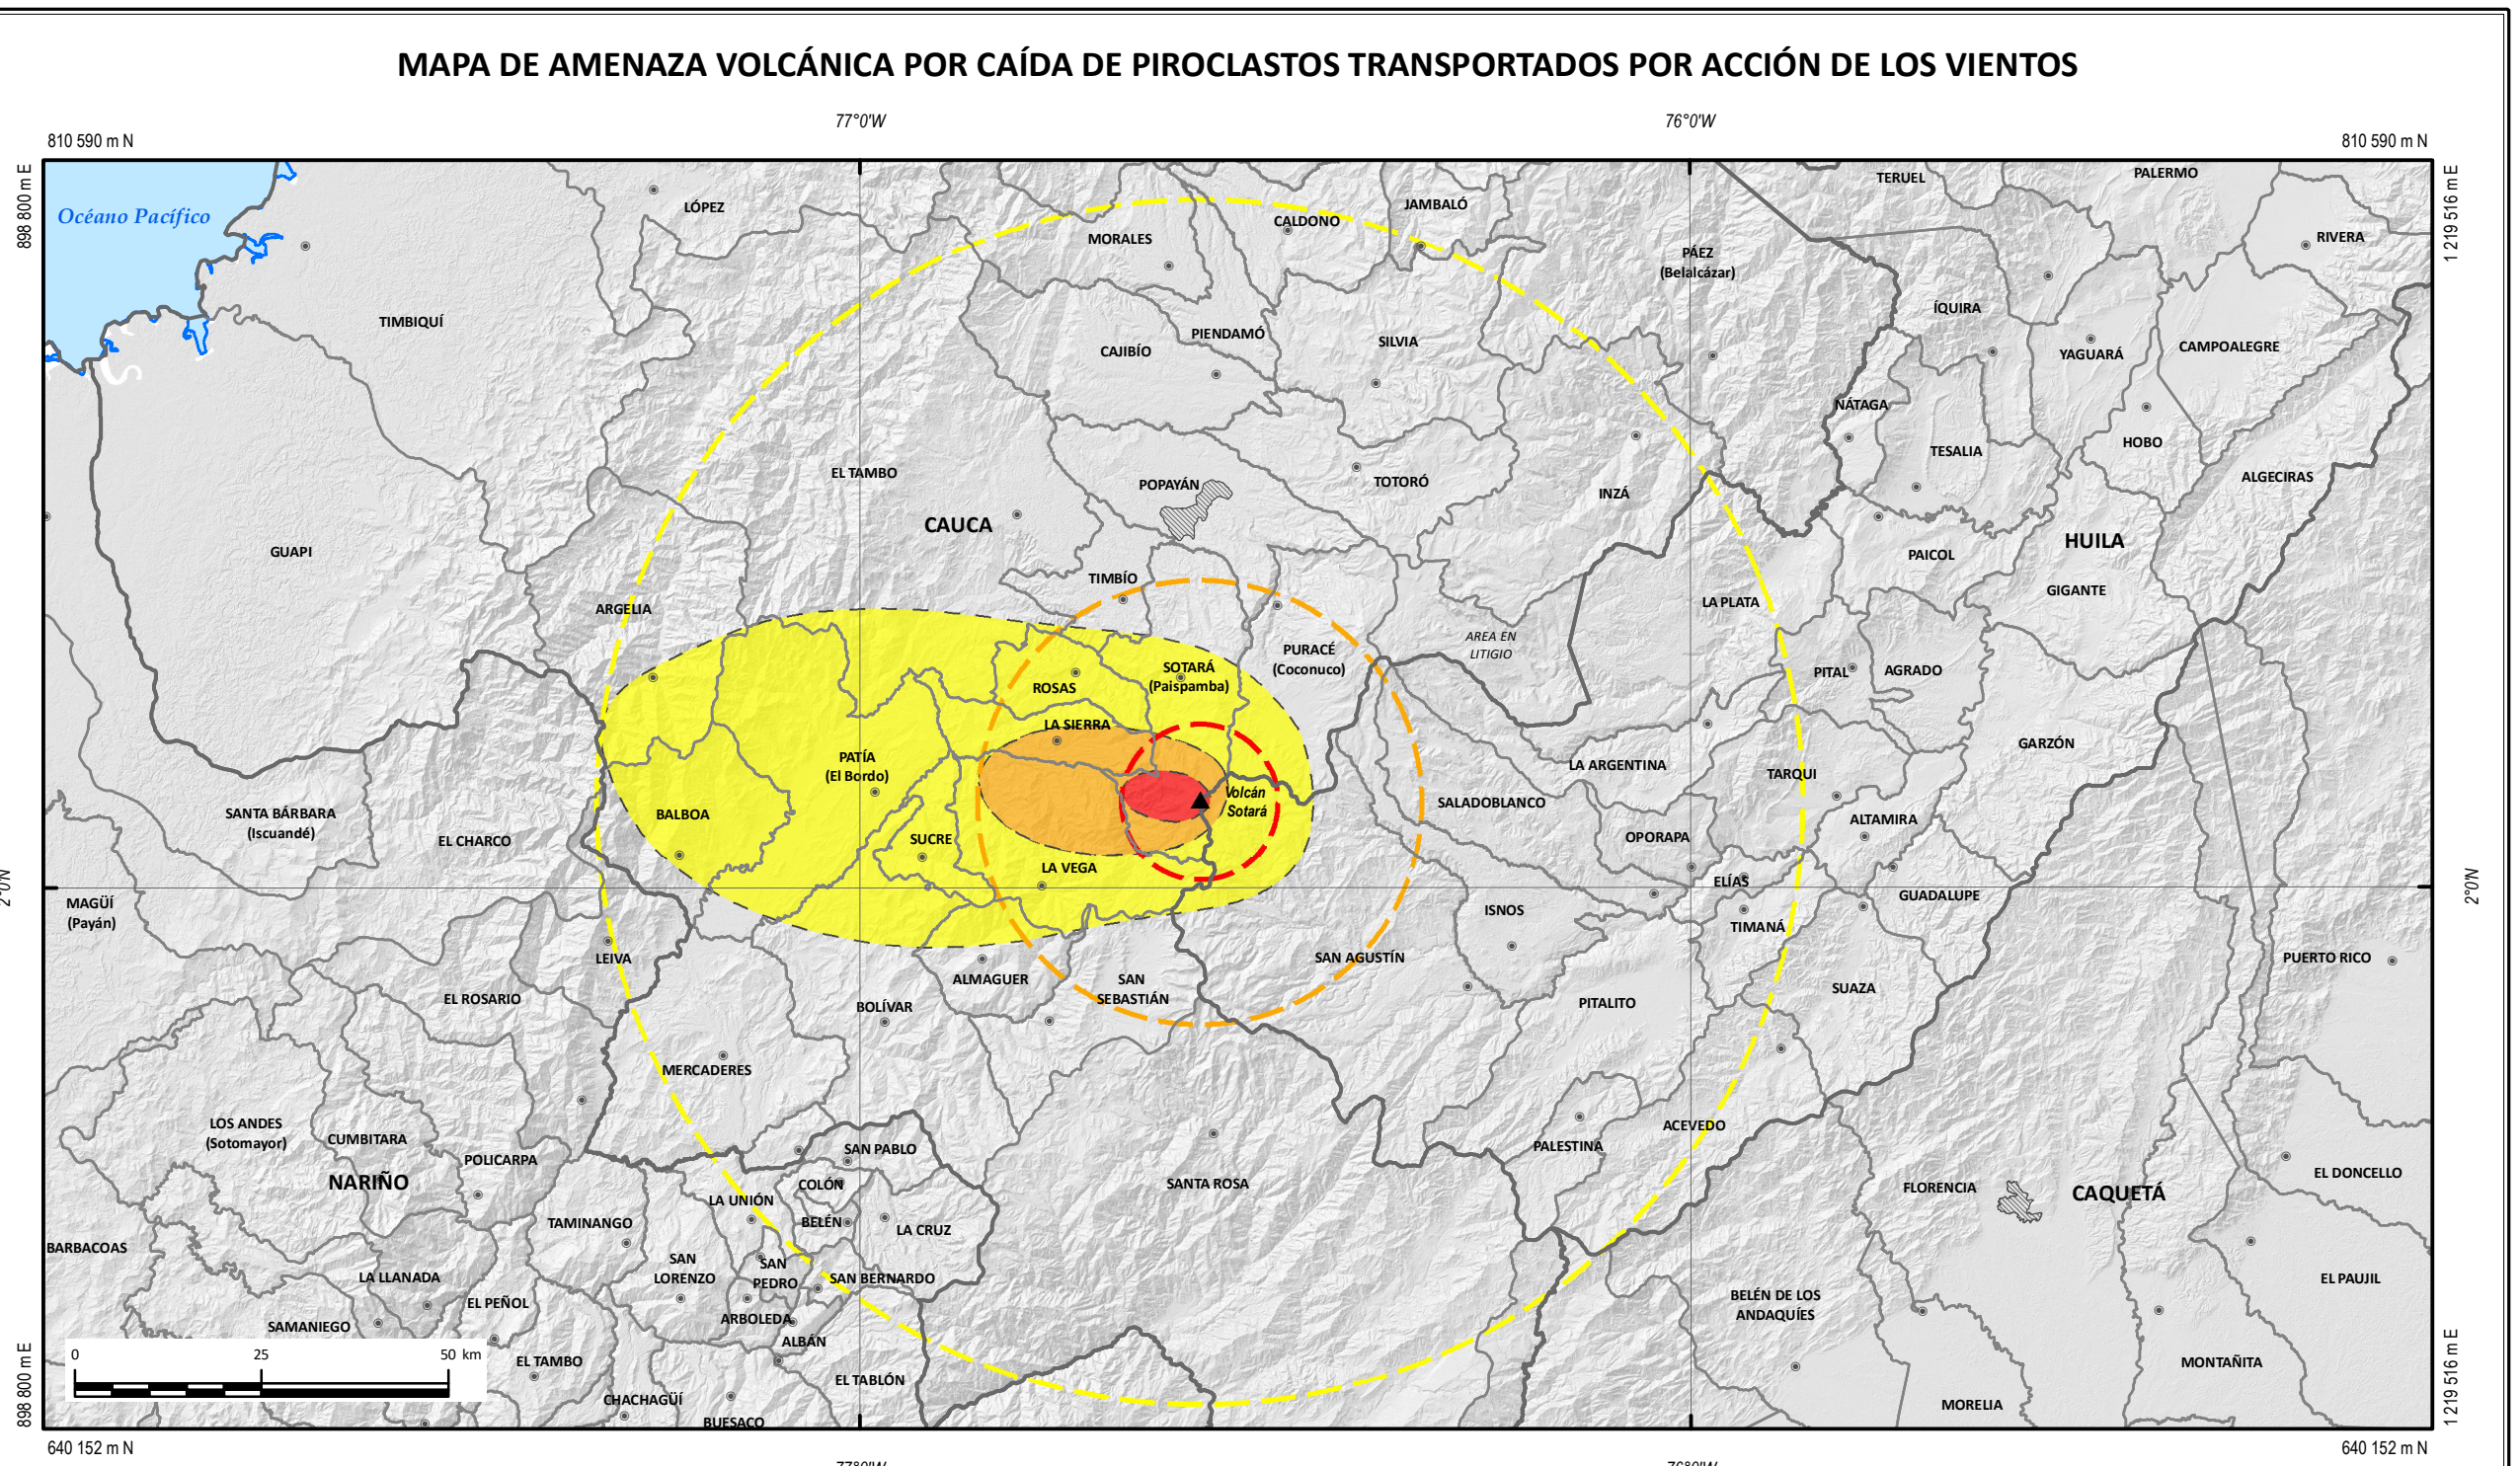 MAPA DE AMENAZA VOLCÁNICA POR CAÍDA DE PIROCLASTOS TRANSPORTADOS POR ACCIÓN DE LOS VIENTOS
77°0'W
76°0'W
810 590 m N
810 590 m N
898 800 m E
1 219 516 m E
Océano Pacífico
LÓPEZ
MORALES
CALDONO
JAMBALÓ
TERUEL
PALERMO
RIVERA
PÁEZ
(Belalcázar)
TIMBIQUÍ
CAJIBÍO
PIENDAMÓ
SILVIA
ÍQUIRA
YAGUARÁ
CAMPOALEGRE
NÁTAGA
TESALIA
HOBO
ALGECIRAS
EL TAMBO
POPAYÁN
TOTORÓ
INZÁ
CAUCA
HUILA
GUAPI
PAICOL
GIGANTE
TIMBÍO
ARGELIA
LA PLATA
AREA EN
LITIGIO
PURACÉ
(Coconuco)
SOTARÁ
(Paispamba)
ROSAS
PITAL
AGRADO
LA SIERRA
GARZÓN
PATÍA
(El Bordo)
LA ARGENTINA
TARQUI
Volcán
Sotará
SALADOBLANCO
SANTA BÁRBARA
(Iscuandé)
EL CHARCO
BALBOA
SUCRE
OPORAPA
ALTAMIRA
LA VEGA
ELÍAS
2°0'N
2°0'N
MAGÜÍ
(Payán)
ISNOS
GUADALUPE
TIMANÁ
LEIVA
SAN AGUSTÍN
PUERTO RICO
EL ROSARIO
ALMAGUER
SAN
SEBASTIÁN
BOLÍVAR
PITALITO
SUAZA
MERCADERES
LOS ANDES
(Sotomayor)
CUMBITARA
POLICARPA
SAN PABLO
ACEVEDO
PALESTINA
NARIÑO
COLÓN
SANTA ROSA
FLORENCIA
CAQUETÁ
EL DONCELLO
LA UNIÓN
TAMINANGO
BELÉN
LA CRUZ
BARBACOAS
SAN
LORENZO
SAN
PEDRO
LA LLANADA
SAN BERNARDO
EL PAUJIL
EL PEÑOL
BELÉN DE LOS
ANDAQUÍES
SAMANIEGO
ARBOLEDA
ALBÁN
0 25 50 km
EL TAMBO
MONTAÑITA
EL TABLÓN
CHACHAGÜÍ
BUESACO
MORELIA
898 800 m E
1 219 516 m E
640 152 m N
640 152 m N
77°0'W
76°0'W